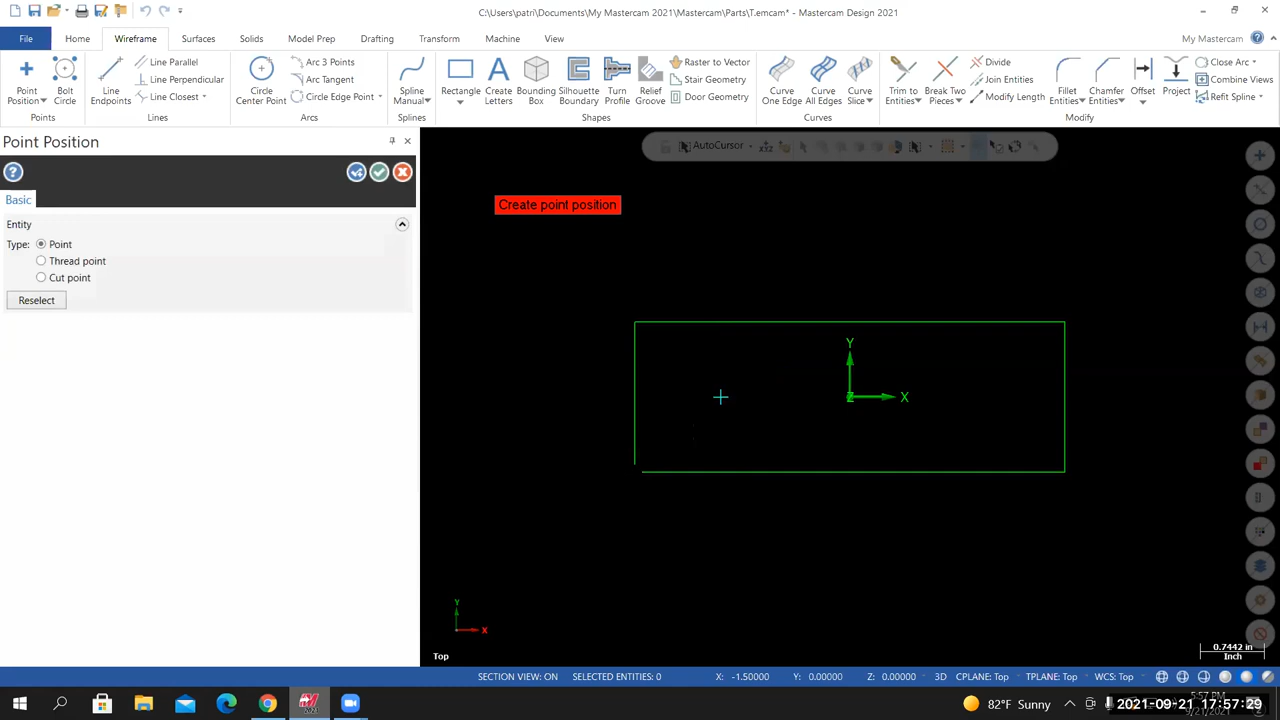 C:\Users\patri\Documents\My Mastercam 2021\Mastercam\Parts\T.emcam* - Mastercam Design 2021
File
Home
Wireframe
Surfaces
Solids
Model Prep
Drafting
Transform
Machine
View
My Mastercam
Point Position
Bolt Circle
Points
Line Endpoints
Line Parallel
Line Perpendicular
Line Closest
Lines
Circle Center Point
Arc 3 Points
Arc Tangent
Circle Edge Point
Arcs
Spline Manual
Splines
Rectangle
Create Letters
Bounding Box
Silhouette Boundary
Turn Profile
Relief Groove
Raster to Vector
Stair Geometry
Door Geometry
Shapes
Curve One Edge
Curve All Edges
Curve Slice
Curves
Trim to Entities
Break Two Pieces
Divide
Join Entities
Modify Length
Fillet Entities
Chamfer Entities
Offset
Project
Close Arc
Combine Views
Refit Spline
Modify
Point Position
Basic
Entity
Type: Point
Thread point
Cut point
Reselect
AutoCursor
XYZ
Create point position
Y
Z
X
Y
X
Top
0.7442 in
Inch
SECTION VIEW: ON
SELECTED ENTITIES: 0
X: -1.50000
Y: 0.00000
Z: 0.00000
3D
CPLANE: Top
TPLANE: Top
WCS: Top
82°F Sunny
5:57 PM
2021-09-21 17:57:29
9/21/2021